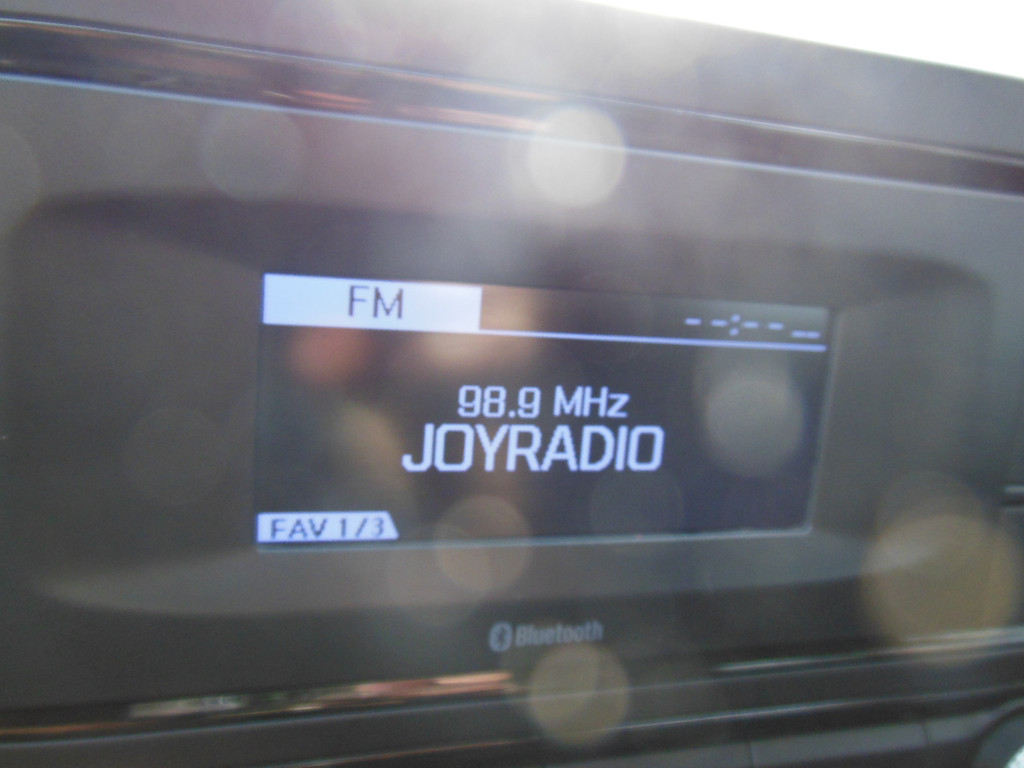 FM --:-- --
98.9 MHz
JOYRADIO
FAV 1/3
Bluetooth